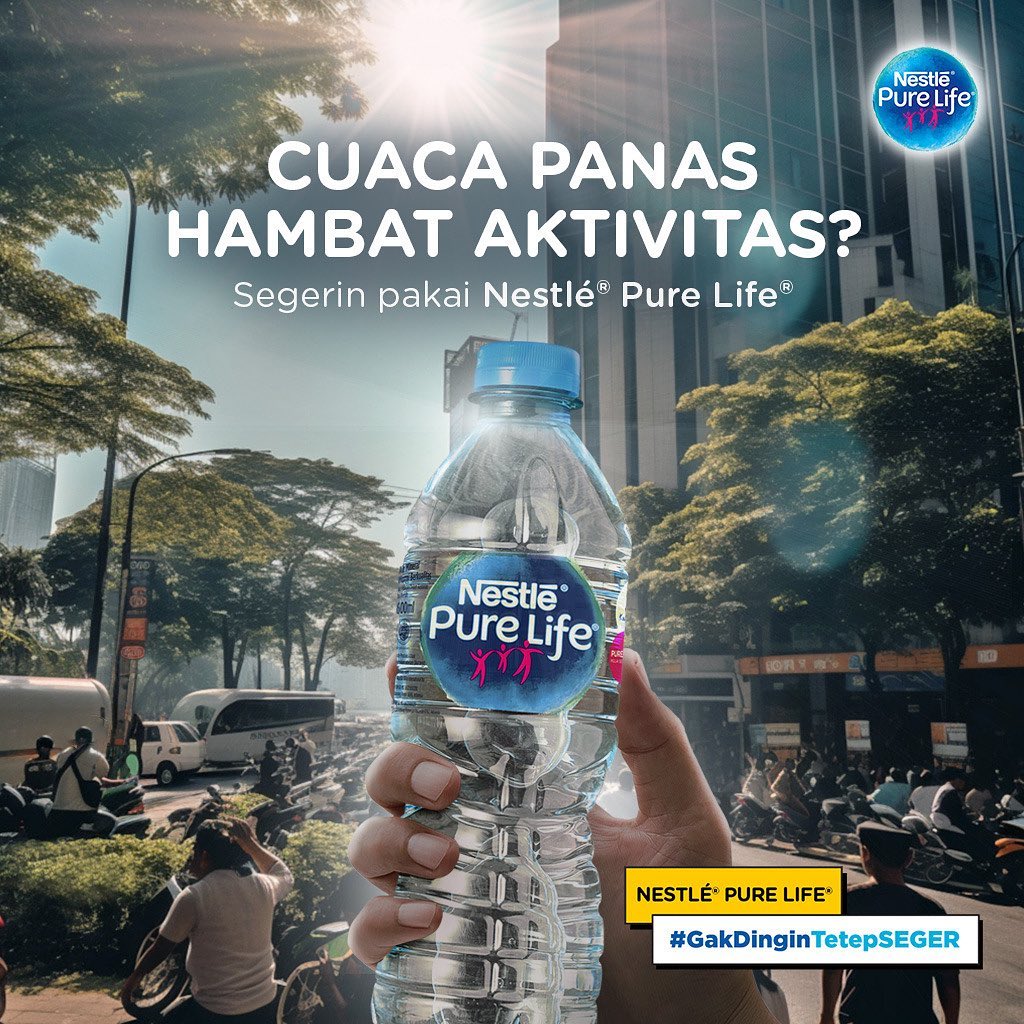 Nestlé®
Pure Life®
CUACA PANAS
HAMBAT AKTIVITAS?
Segerin pakai Nestlé® Pure Life®
600ml
Nestlé®
Pure Life®
NESTLÉ® PURE LIFE®
#GakDinginTetepSEGER